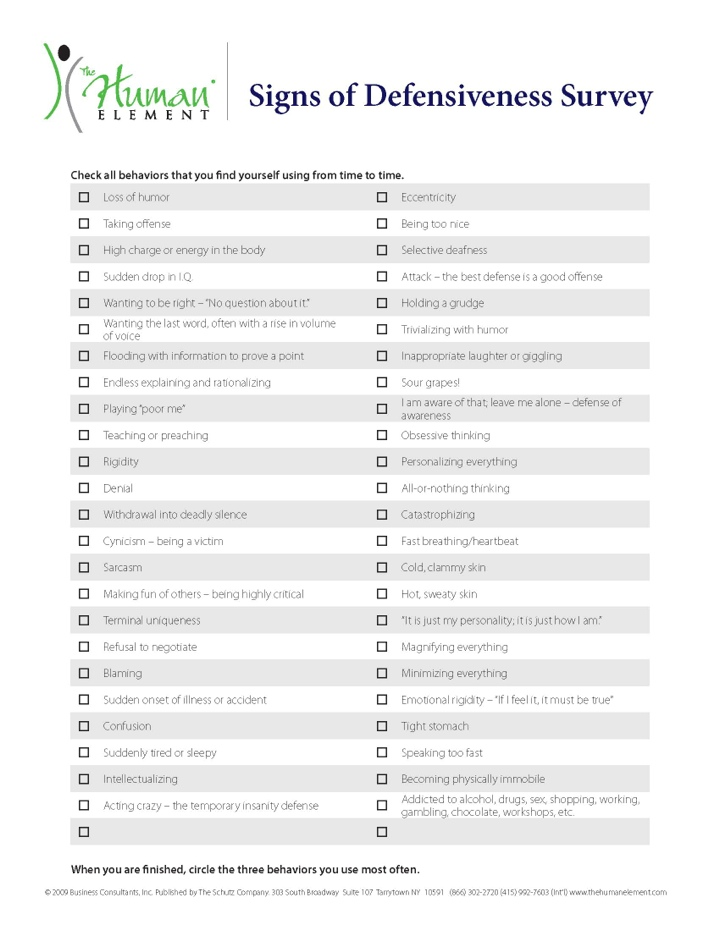 The
Human
ELEMENT
Signs of Defensiveness Survey
Check all behaviors that you find yourself using from time to time.
Loss of humor
Taking offense
High charge or energy in the body
Sudden drop in I.Q.
Wanting to be right – “No question about it.”
Wanting the last word, often with a rise in volume
of voice
Flooding with information to prove a point
Endless explaining and rationalizing
Playing “poor me”
Teaching or preaching
Rigidity
Denial
Withdrawal into deadly silence
Cynicism – being a victim
Sarcasm
Making fun of others – being highly critical
Terminal uniqueness
Refusal to negotiate
Blaming
Sudden onset of illness or accident
Confusion
Suddenly tired or sleepy
Intellectualizing
Acting crazy – the temporary insanity defense
Eccentricity
Being too nice
Selective deafness
Attack – the best defense is a good offense
Holding a grudge
Trivializing with humor
Inappropriate laughter or giggling
Sour grapes!
I am aware of that; leave me alone – defense of
awareness
Obsessive thinking
Personalizing everything
All-or-nothing thinking
Catastrophizing
Fast breathing/heartbeat
Cold, clammy skin
Hot, sweaty skin
“It is just my personality; it is just how I am.”
Magnifying everything
Minimizing everything
Emotional rigidity – “If I feel it, it must be true”
Tight stomach
Speaking too fast
Becoming physically immobile
Addicted to alcohol, drugs, sex, shopping, working,
gambling, chocolate, workshops, etc.
When you are finished, circle the three behaviors you use most often.
© 2009 Business Consultants, Inc. Published by The Schutz Company. 303 South Broadway Suite 107 Tarrytown NY 10591 (866) 302-2720 (415) 992-7603 (Int'l) www.thehumanelement.com